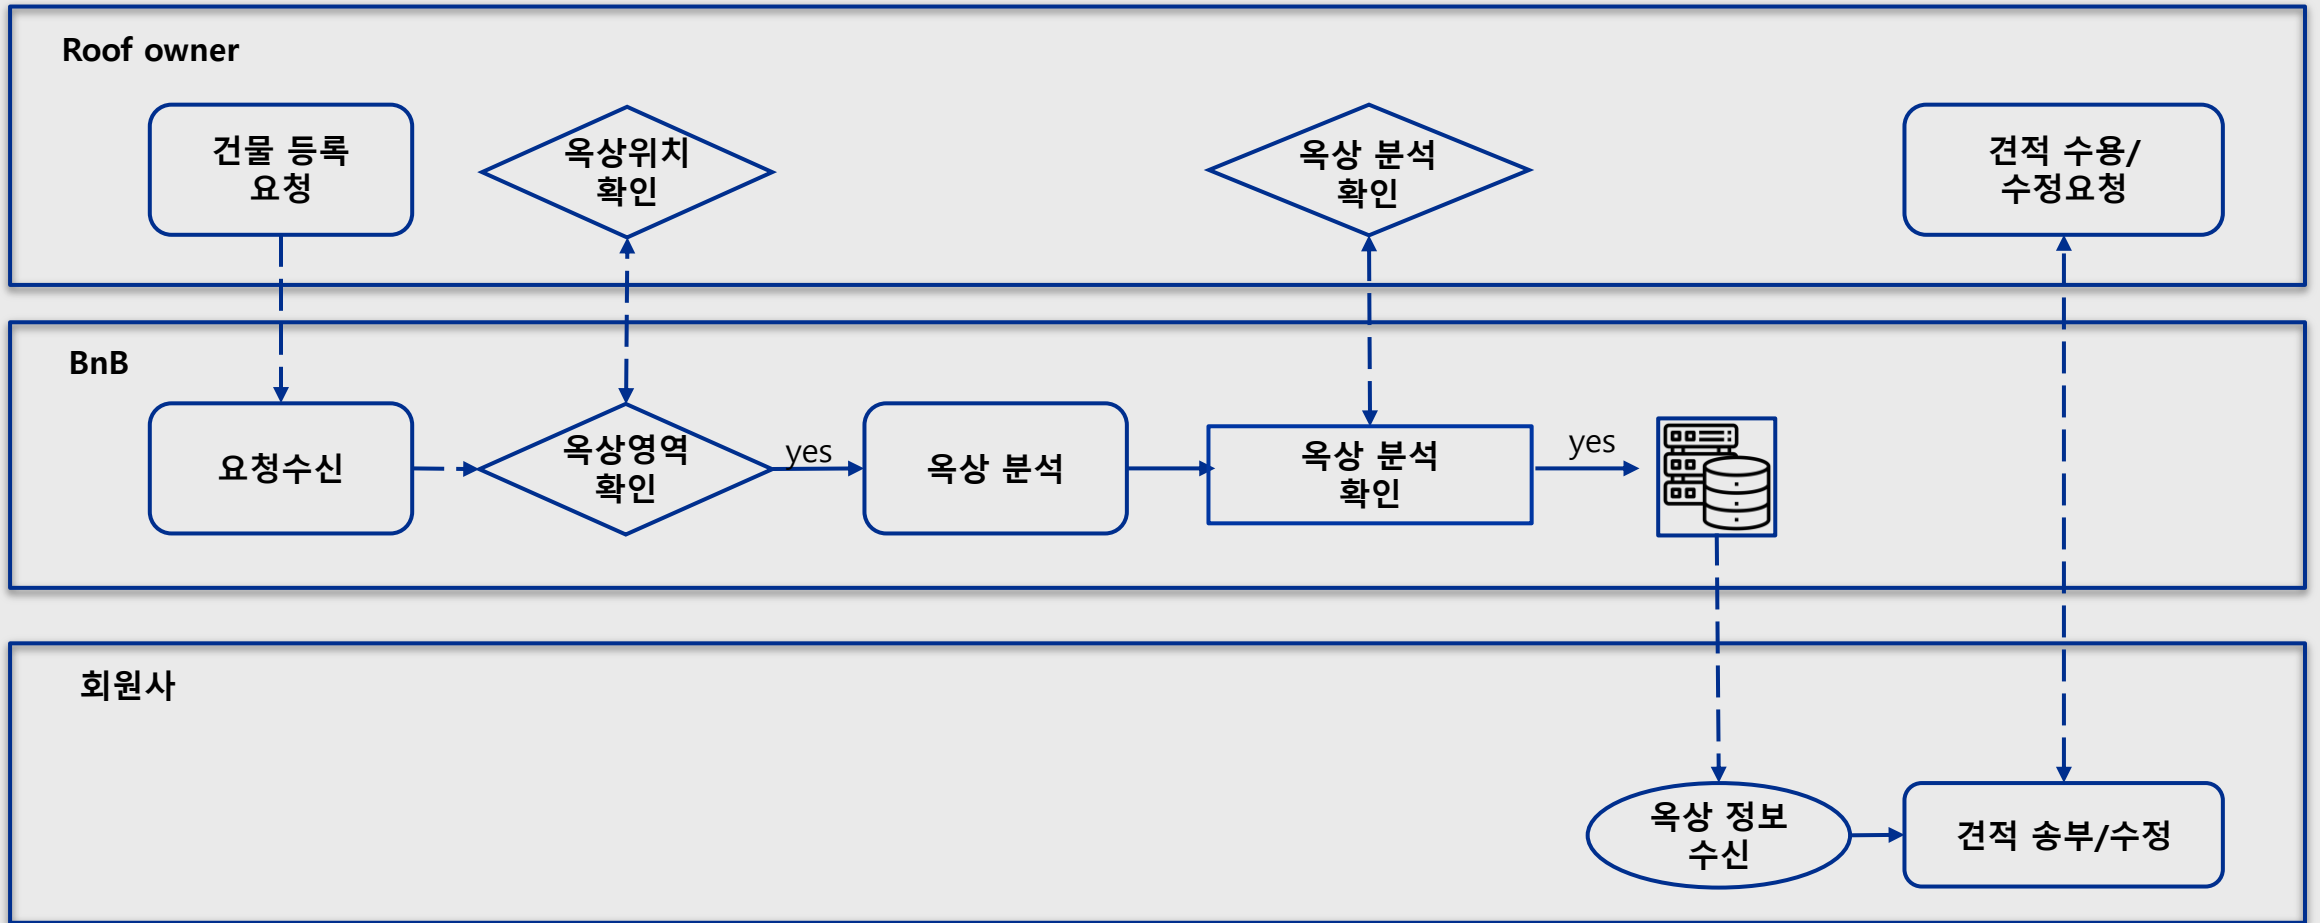 Roof owner
건물 등록
요청
옥상위치
확인
옥상 분석
확인
견적 수용/
수정요청
BnB
요청수신
옥상영역
확인
yes
옥상 분석
옥상 분석
확인
yes
회원사
옥상 정보
수신
견적 송부/수정